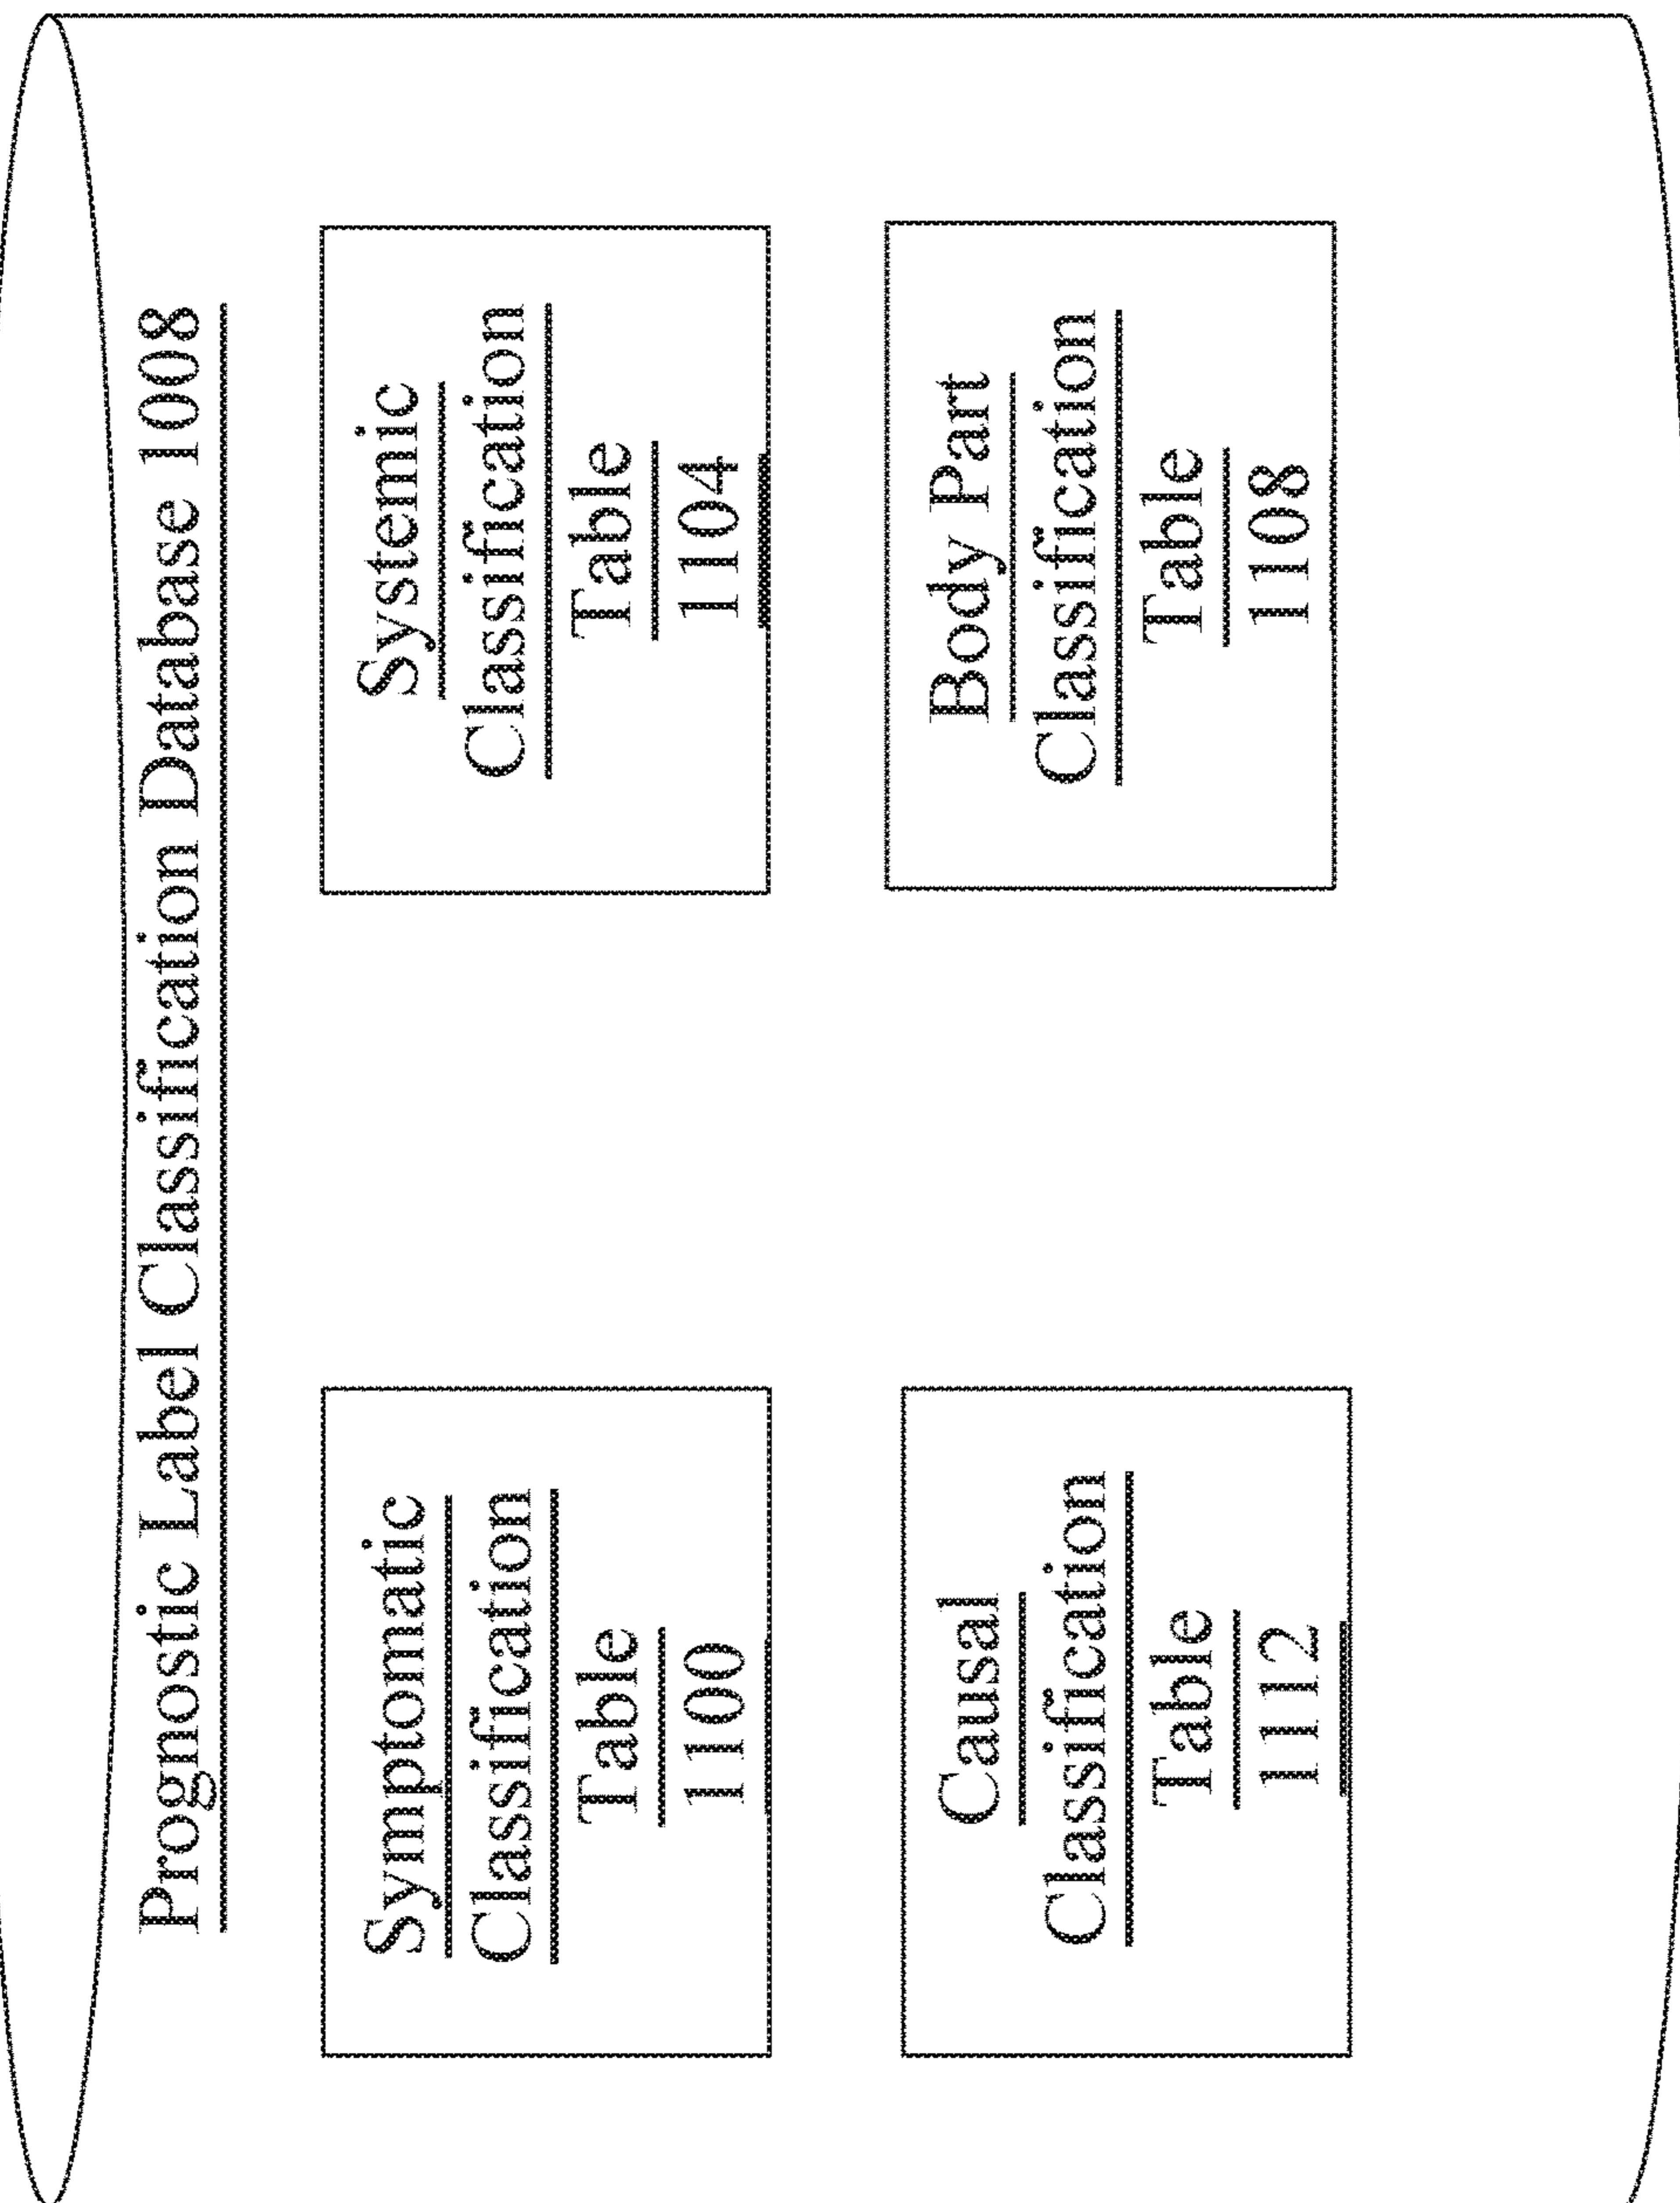 Prognostic Label Classification Database 1008
Symptomatic
Classification
Table
1100
Systemic
Classification
Table
1104
Causal
Classification
Table
1112
Body Part
Classification
Table
1108